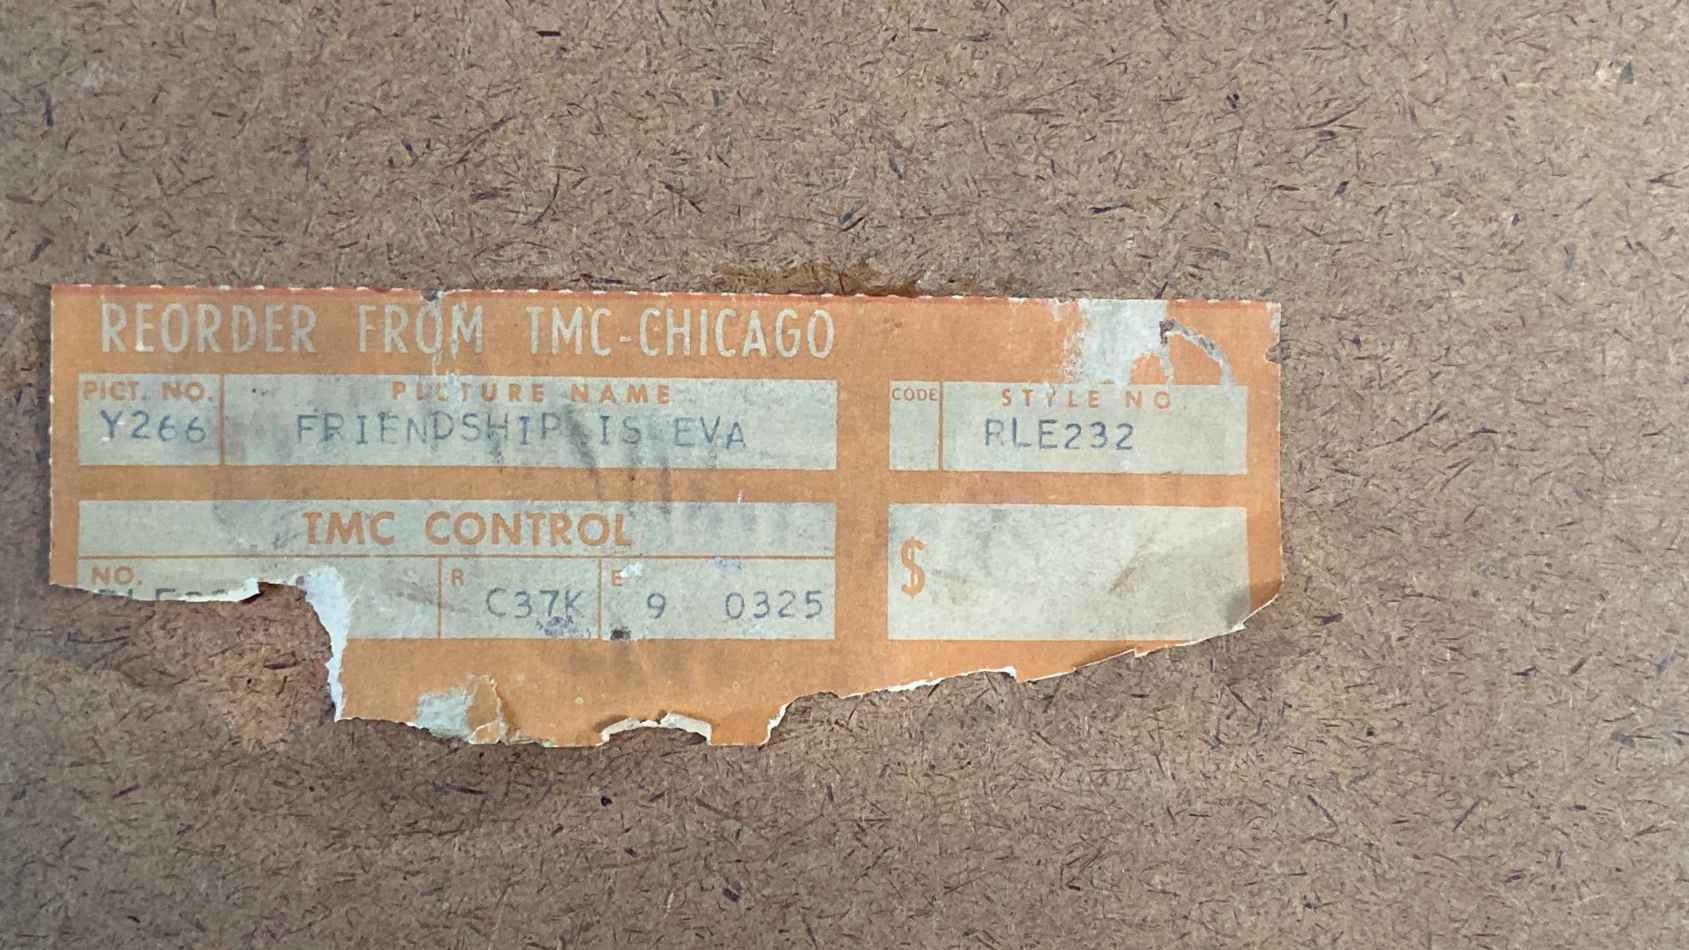 REORDER FROM TMC-CHICAGO
PICT. NO. PICTURE NAME CODE STYLE NO
Y266 FRIENDSHIP IS EVA RLE232
TMC CONTROL
$
NO. R E
C37K 9 0325